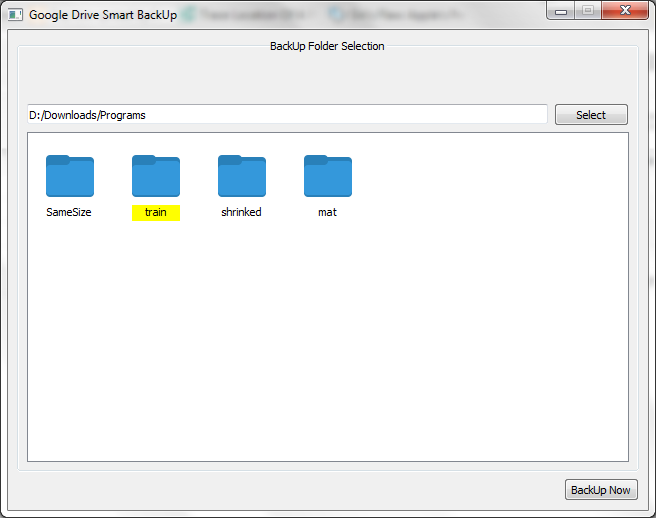 Google Drive Smart BackUp
BackUp Folder Selection
D:/Downloads/Programs
Select
SameSize
train
shrinked
mat
BackUp Now